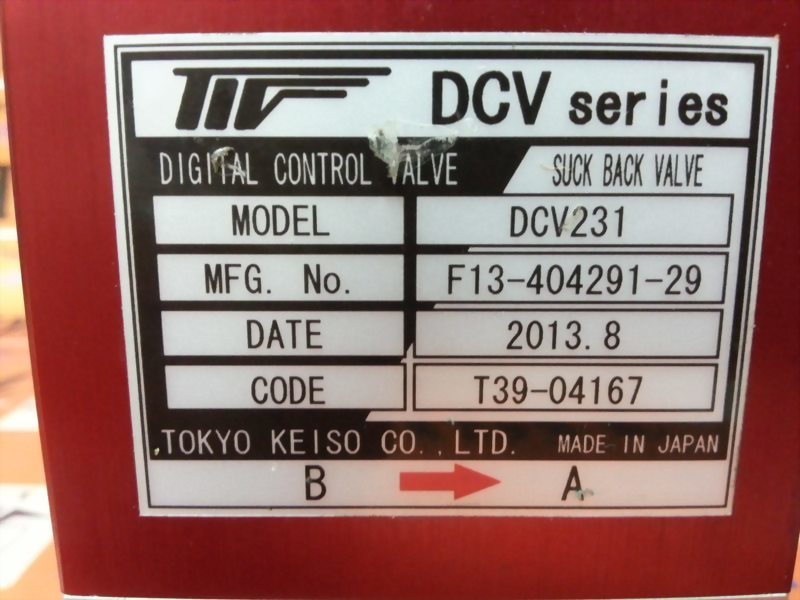 TIV DCV series
DIGITAL CONTROL VALVE SUCK BACK VALVE
MODEL DCV231
MFG. No. F13-404291-29
DATE 2013.8
CODE T39-04167
TOKYO KEISO CO.,LTD. MADE IN JAPAN
B A